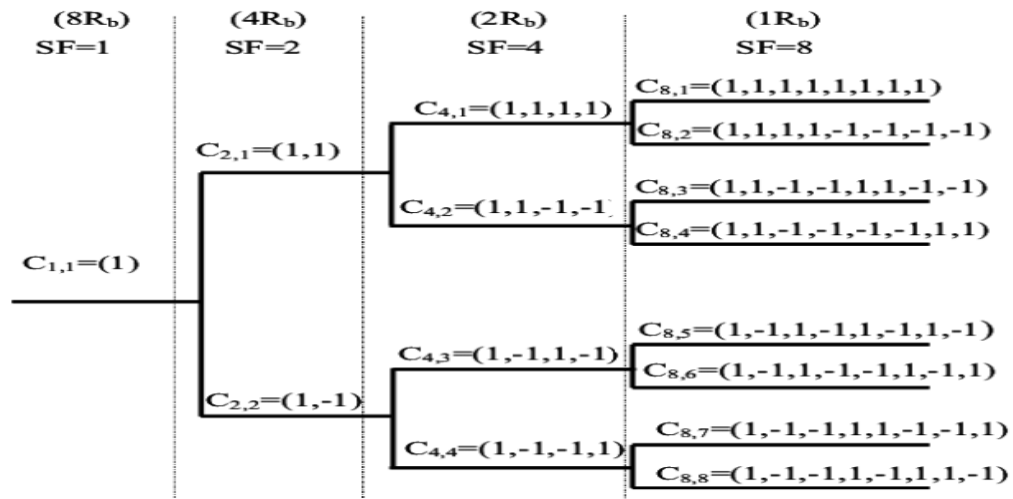 (8Rb) (4Rb) (2Rb) (1Rb)
SF=1 SF=2 SF=4 SF=8
C8,1=(1,1,1,1,1,1,1,1)
C4,1=(1,1,1,1)
C8,2=(1,1,1,1,-1,-1,-1,-1)
C2,1=(1,1)
C8,3=(1,1,-1,-1,1,1,-1,-1)
C4,2=(1,1,-1,-1
C8,4=(1,1,-1,-1,-1,-1,1,1)
C1,1=(1)
C8,5=(1,-1,1,-1,1,-1,1,-1)
C4,3=(1,-1,1,-1)
C8,6=(1,-1,1,-1,-1,1,-1,1)
C2,2=(1,-1)
C8,7=(1,-1,-1,1,1,-1,-1,1)
C4,4=(1,-1,-1,1)
C8,8=(1,-1,-1,1,-1,1,1,-1)